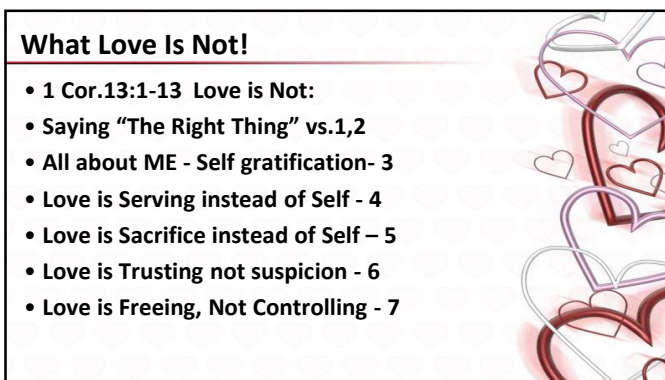 What Love Is Not!
• 1 Cor.13:1-13 Love is Not:
• Saying “The Right Thing” vs.1,2
• All about ME - Self gratification- 3
• Love is Serving instead of Self - 4
• Love is Sacrifice instead of Self – 5
• Love is Trusting not suspicion - 6
• Love is Freeing, Not Controlling - 7